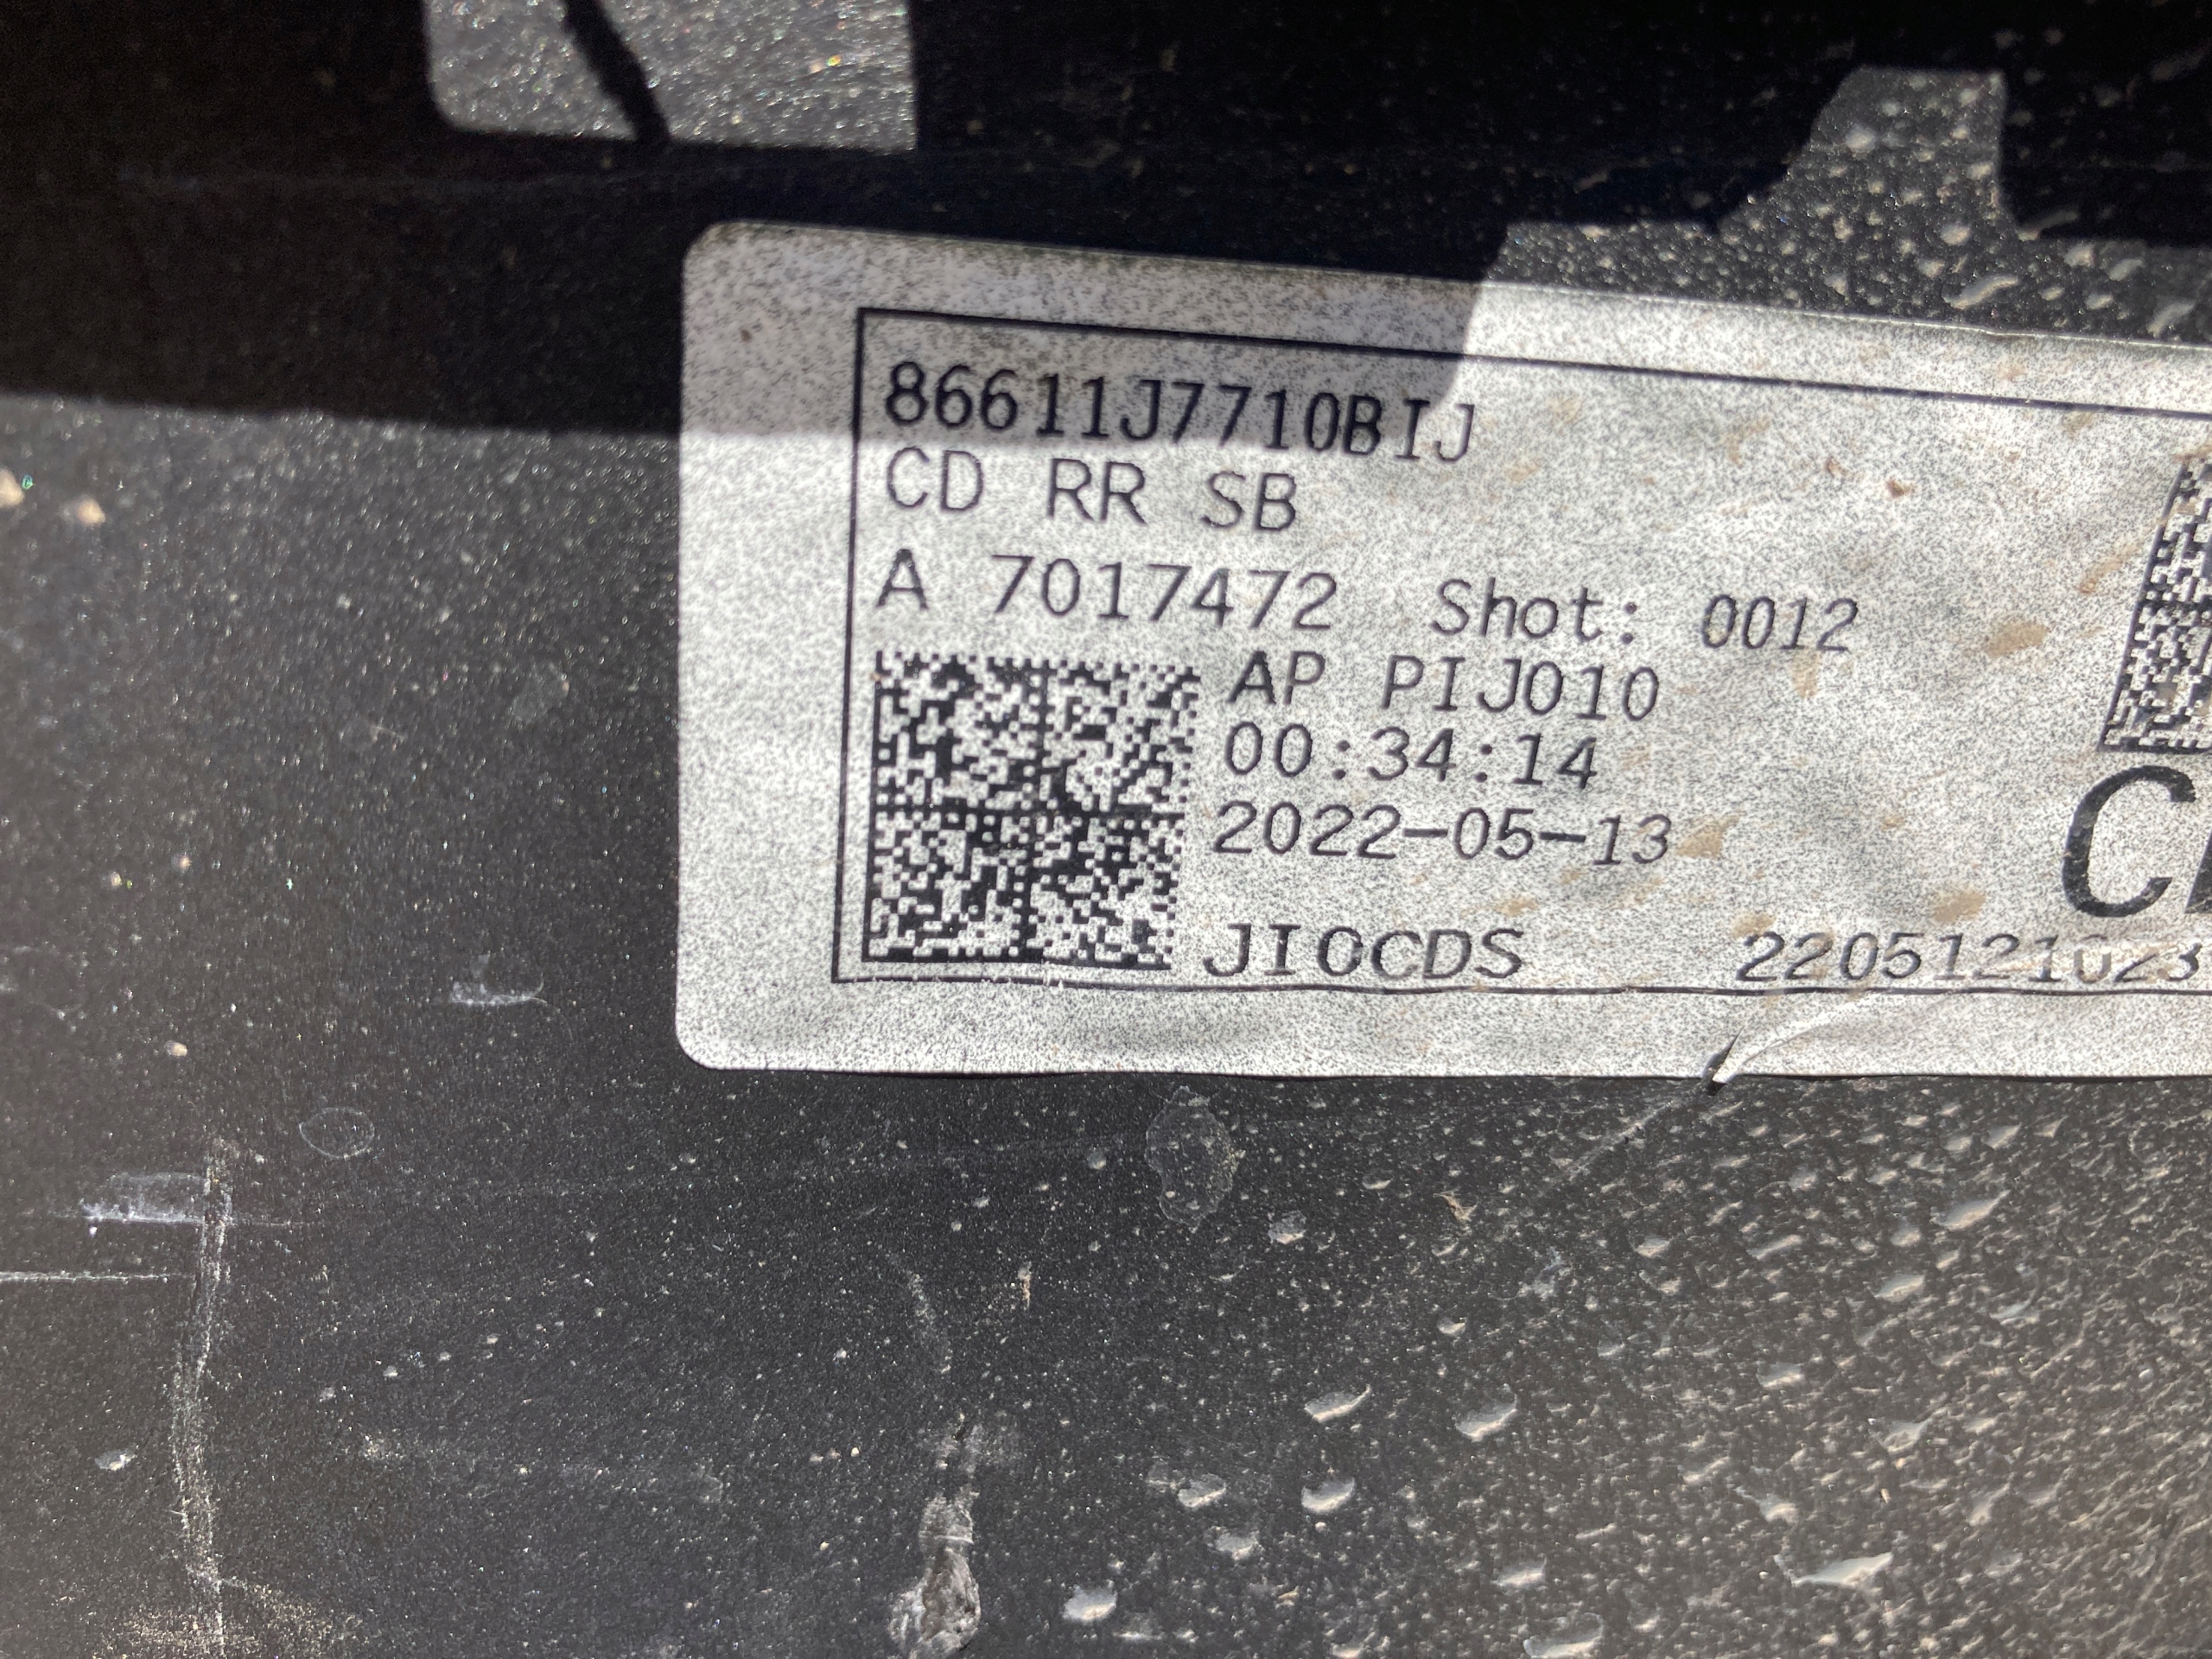 86611J7710BIJ
CD RR SB
A 7017472 Shot: 0012
AP PIJ010
00:34:14
2022-05-13
JIOCDS